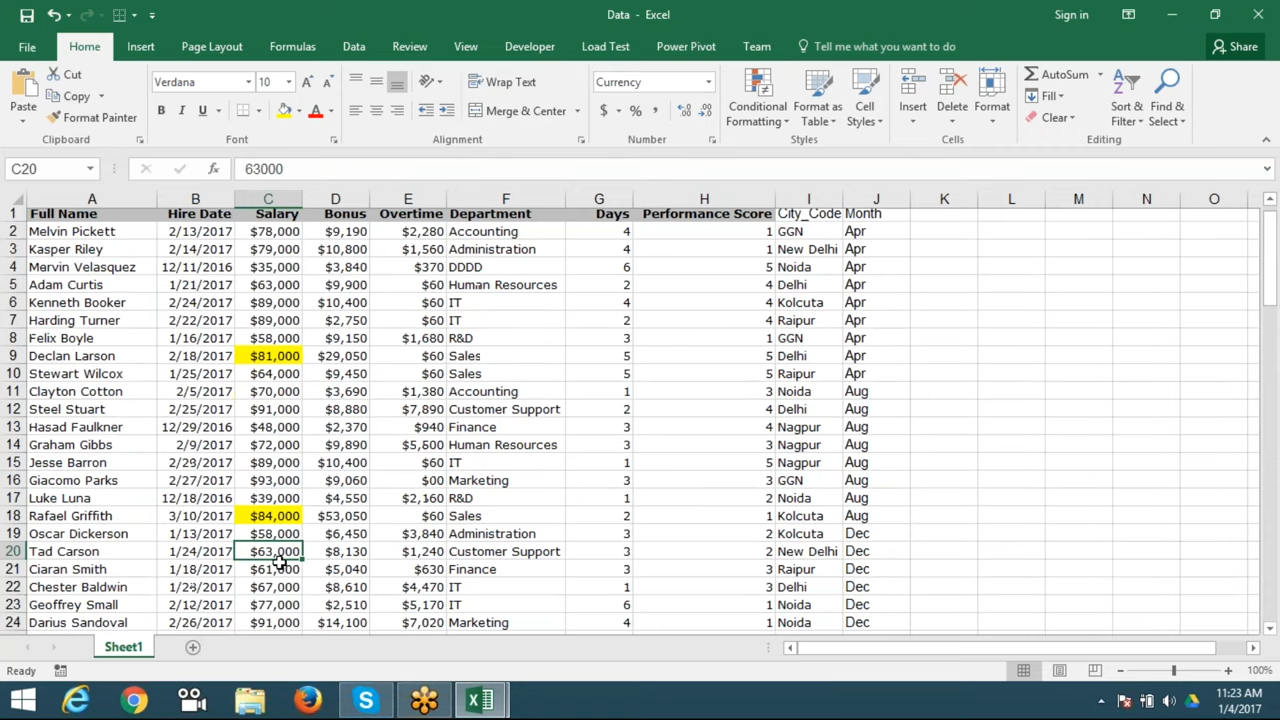 Data - Excel
Sign in
File Home Insert Page Layout Formulas Data Review View Developer Load Test Power Pivot Team Tell me what you want to do Share
Paste
Cut
Copy
Format Painter
Clipboard
Verdana 10
B I U
Font
Wrap Text
Merge & Center
Alignment
Currency
$ % ,
Number
Conditional Formatting
Format as Table
Cell Styles
Styles
Insert
Delete
Format
Cells
AutoSum
Fill
Clear
Sort & Filter
Find & Select
Editing
C20 fx 63000
A B C D E F G H I J K L M N O
1 Full Name Hire Date Salary Bonus Overtime Department Days Performance Score City_Code Month
2 Melvin Pickett 2/13/2017 $78,000 $9,190 $2,280 Accounting 4 1 GGN Apr
3 Kasper Riley 2/14/2017 $79,000 $10,800 $1,560 Administration 4 1 New Delhi Apr
4 Mervin Velasquez 12/11/2016 $35,000 $3,840 $370 DDDD 6 5 Noida Apr
5 Adam Curtis 1/21/2017 $63,000 $9,900 $60 Human Resources 2 4 Delhi Apr
6 Kenneth Booker 2/24/2017 $89,000 $10,400 $60 IT 4 4 Kolcuta Apr
7 Harding Turner 2/22/2017 $89,000 $2,750 $60 IT 2 4 Raipur Apr
8 Felix Boyle 1/16/2017 $58,000 $9,150 $1,680 R&D 3 1 GGN Apr
9 Declan Larson 2/18/2017 $81,000 $29,050 $60 Sales 5 5 Delhi Apr
10 Stewart Wilcox 1/25/2017 $64,000 $9,450 $60 Sales 5 5 Raipur Apr
11 Clayton Cotton 2/5/2017 $70,000 $3,690 $1,380 Accounting 1 3 Noida Aug
12 Steel Stuart 2/25/2017 $91,000 $8,880 $7,890 Customer Support 2 4 Delhi Aug
13 Hasad Faulkner 12/29/2016 $48,000 $2,370 $940 Finance 3 4 Nagpur Aug
14 Graham Gibbs 2/9/2017 $72,000 $9,890 $5,600 Human Resources 3 3 Nagpur Aug
15 Jesse Barron 2/29/2017 $89,000 $10,400 $60 IT 1 5 Nagpur Aug
16 Giacomo Parks 2/27/2017 $93,000 $9,060 $00 Marketing 3 3 GGN Aug
17 Luke Luna 12/18/2016 $39,000 $4,550 $2,160 R&D 1 2 Noida Aug
18 Rafael Griffith 3/10/2017 $84,000 $53,050 $60 Sales 2 1 Kolcuta Aug
19 Oscar Dickerson 1/13/2017 $58,000 $6,450 $3,840 Administration 3 2 Kolcuta Dec
20 Tad Carson 1/24/2017 $63,000 $8,130 $1,240 Customer Support 3 2 New Delhi Dec
21 Ciaran Smith 1/18/2017 $61,000 $5,040 $630 Finance 3 3 Raipur Dec
22 Chester Baldwin 1/28/2017 $67,000 $8,610 $4,470 IT 1 3 Delhi Dec
23 Geoffrey Small 2/12/2017 $77,000 $2,510 $5,170 IT 6 1 Noida Dec
24 Darius Sandoval 2/26/2017 $91,000 $14,100 $7,020 Marketing 4 1 Noida Dec
Sheet1
Ready 100%
11:23 AM
1/4/2017